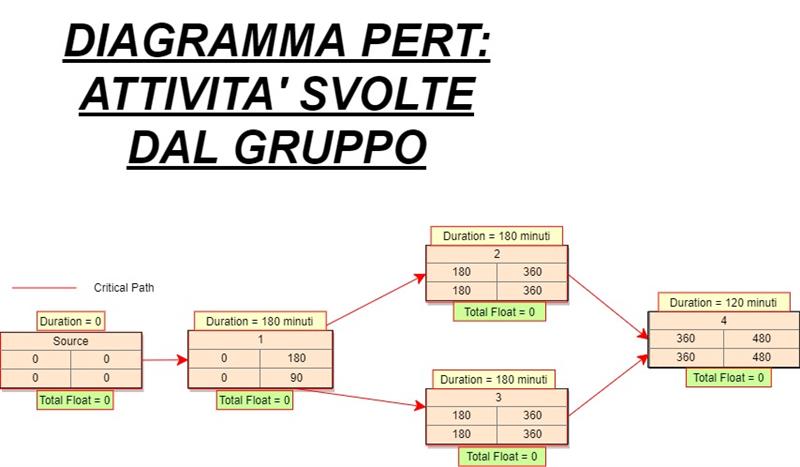 DIAGRAMMA PERT:
ATTIVITA' SVOLTE
DAL GRUPPO
Critical Path
Duration = 0
Source
0 0
0 0
Total Float = 0
Duration = 180 minuti
1
0 180
0 90
Total Float = 0
Duration = 180 minuti
2
180 360
180 360
Total Float = 0
Duration = 180 minuti
3
180 360
180 360
Total Float = 0
Duration = 120 minuti
4
360 480
360 480
Total Float = 0